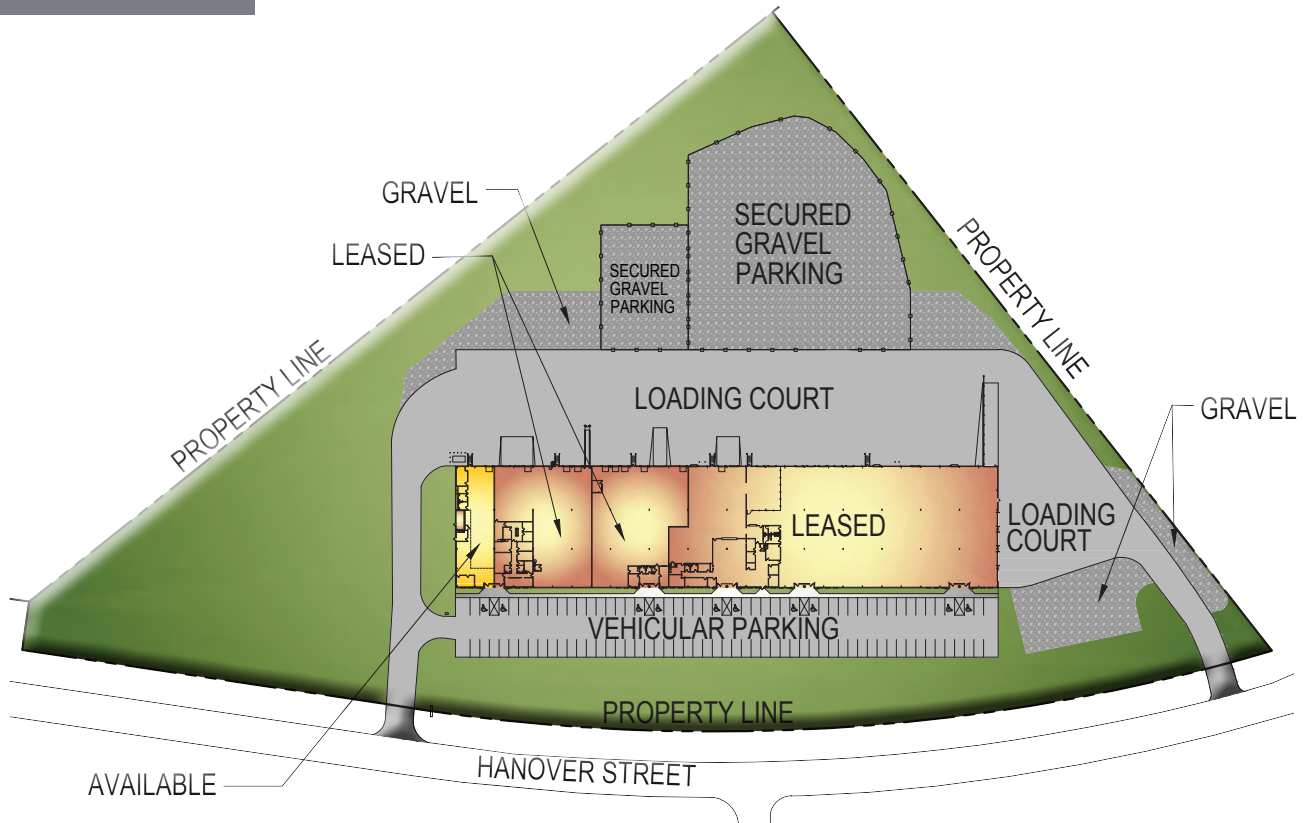 GRAVEL
SECURED
GRAVEL
PARKING
LEASED
SECURED
GRAVEL
PARKING
PROPERTY LINE
PROPERTY LINE
LOADING COURT
GRAVEL
LEASED
LOADING
COURT
VEHICULAR PARKING
PROPERTY LINE
HANOVER STREET
AVAILABLE